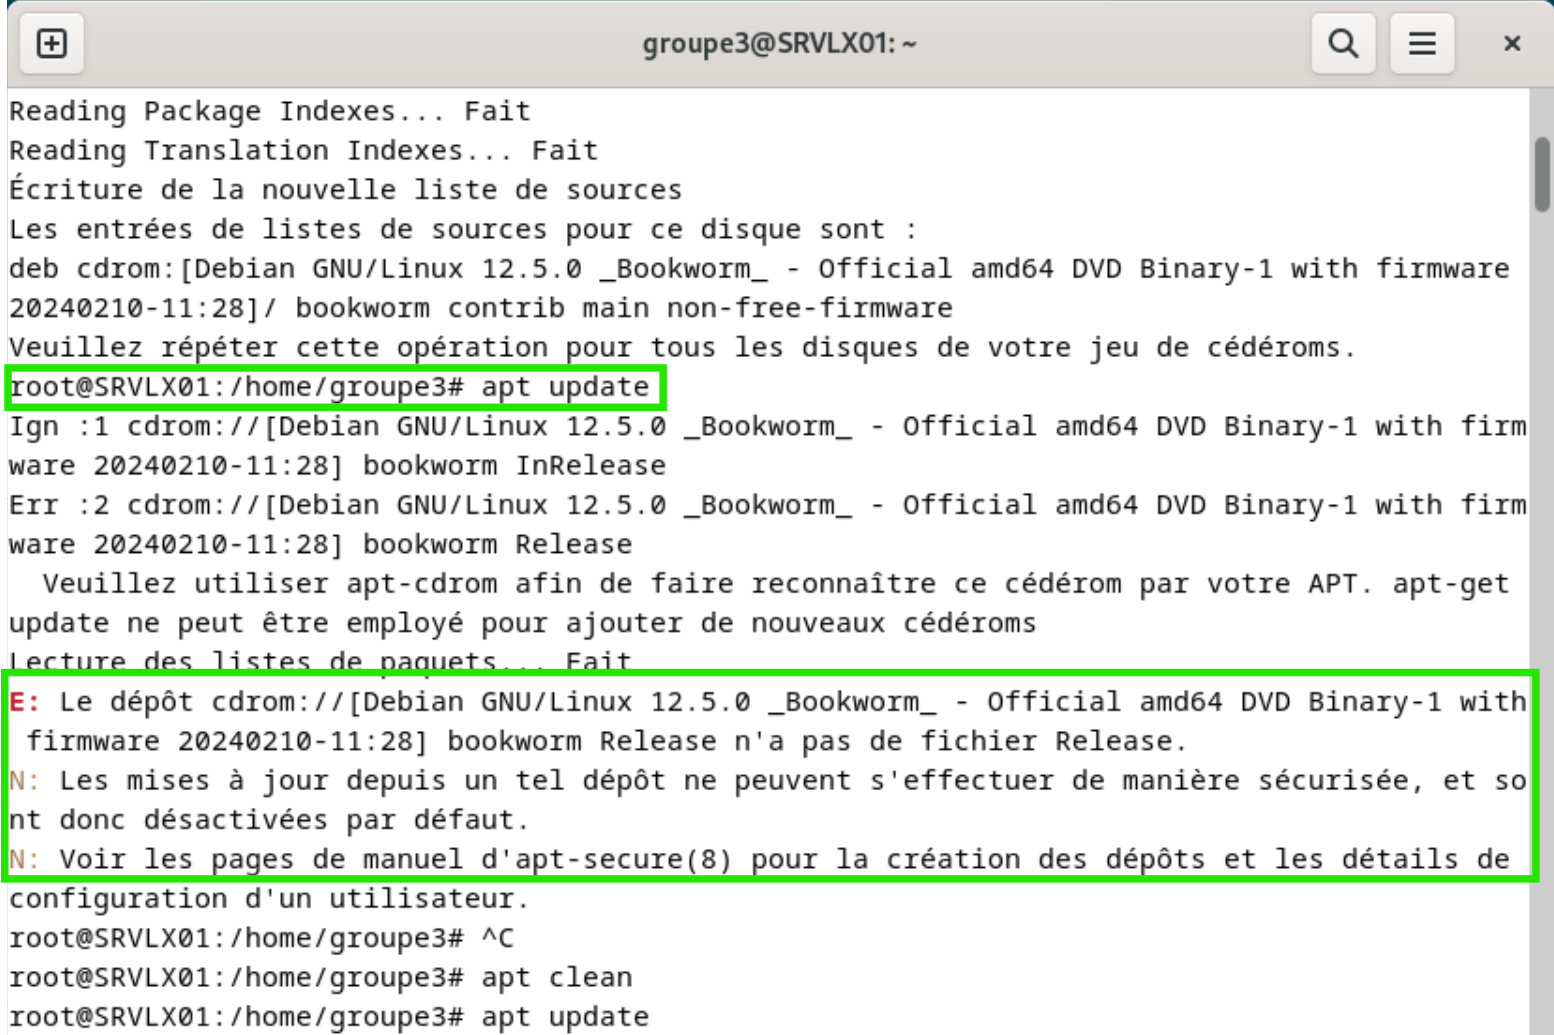 groupe3@SRVLX01: ~
Reading Package Indexes... Fait
Reading Translation Indexes... Fait
Écriture de la nouvelle liste de sources
Les entrées de listes de sources pour ce disque sont :
deb cdrom:[Debian GNU/Linux 12.5.0 _Bookworm_ - Official amd64 DVD Binary-1 with firmware
20240210-11:28]/ bookworm contrib main non-free-firmware
Veuillez répéter cette opération pour tous les disques de votre jeu de cédéroms.
root@SRVLX01:/home/groupe3# apt update
Ign :1 cdrom://[Debian GNU/Linux 12.5.0 _Bookworm_ - Official amd64 DVD Binary-1 with firm
ware 20240210-11:28] bookworm InRelease
Err :2 cdrom://[Debian GNU/Linux 12.5.0 _Bookworm_ - Official amd64 DVD Binary-1 with firm
ware 20240210-11:28] bookworm Release
  Veuillez utiliser apt-cdrom afin de faire reconnaître ce cédérom par votre APT. apt-get
update ne peut être employé pour ajouter de nouveaux cédéroms
Lecture des listes de paquets... Fait
E: Le dépôt cdrom://[Debian GNU/Linux 12.5.0 _Bookworm_ - Official amd64 DVD Binary-1 with
 firmware 20240210-11:28] bookworm Release n'a pas de fichier Release.
N: Les mises à jour depuis un tel dépôt ne peuvent s'effectuer de manière sécurisée, et so
nt donc désactivées par défaut.
N: Voir les pages de manuel d'apt-secure(8) pour la création des dépôts et les détails de
configuration d'un utilisateur.
root@SRVLX01:/home/groupe3# ^C
root@SRVLX01:/home/groupe3# apt clean
root@SRVLX01:/home/groupe3# apt update